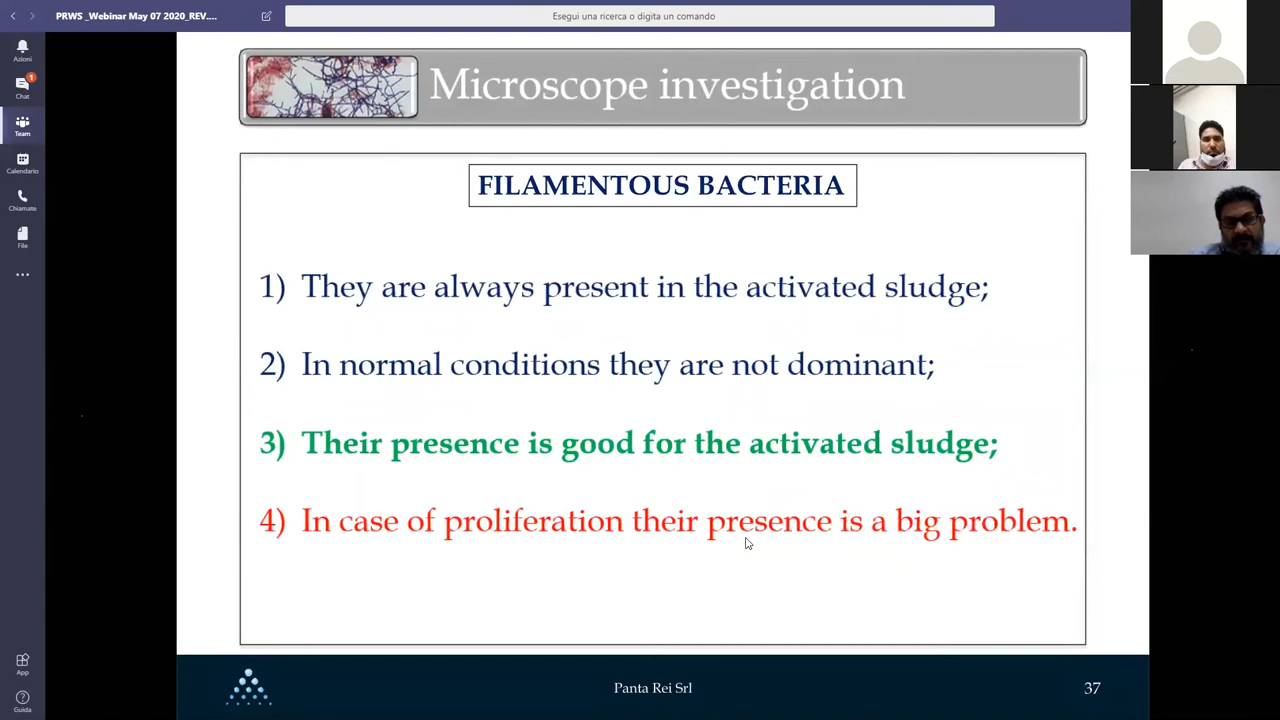 PRWS _Webinar May 07 2020_REV....
Esegui una ricerca o digita un comando
Azioni
1
Chat
Team
Calendario
Chiamate
File
App
Guida
Microscope investigation
FILAMENTOUS BACTERIA
1) They are always present in the activated sludge;
2) In normal conditions they are not dominant;
3) Their presence is good for the activated sludge;
4) In case of proliferation their presence is a big problem.
Panta Rei Srl
37